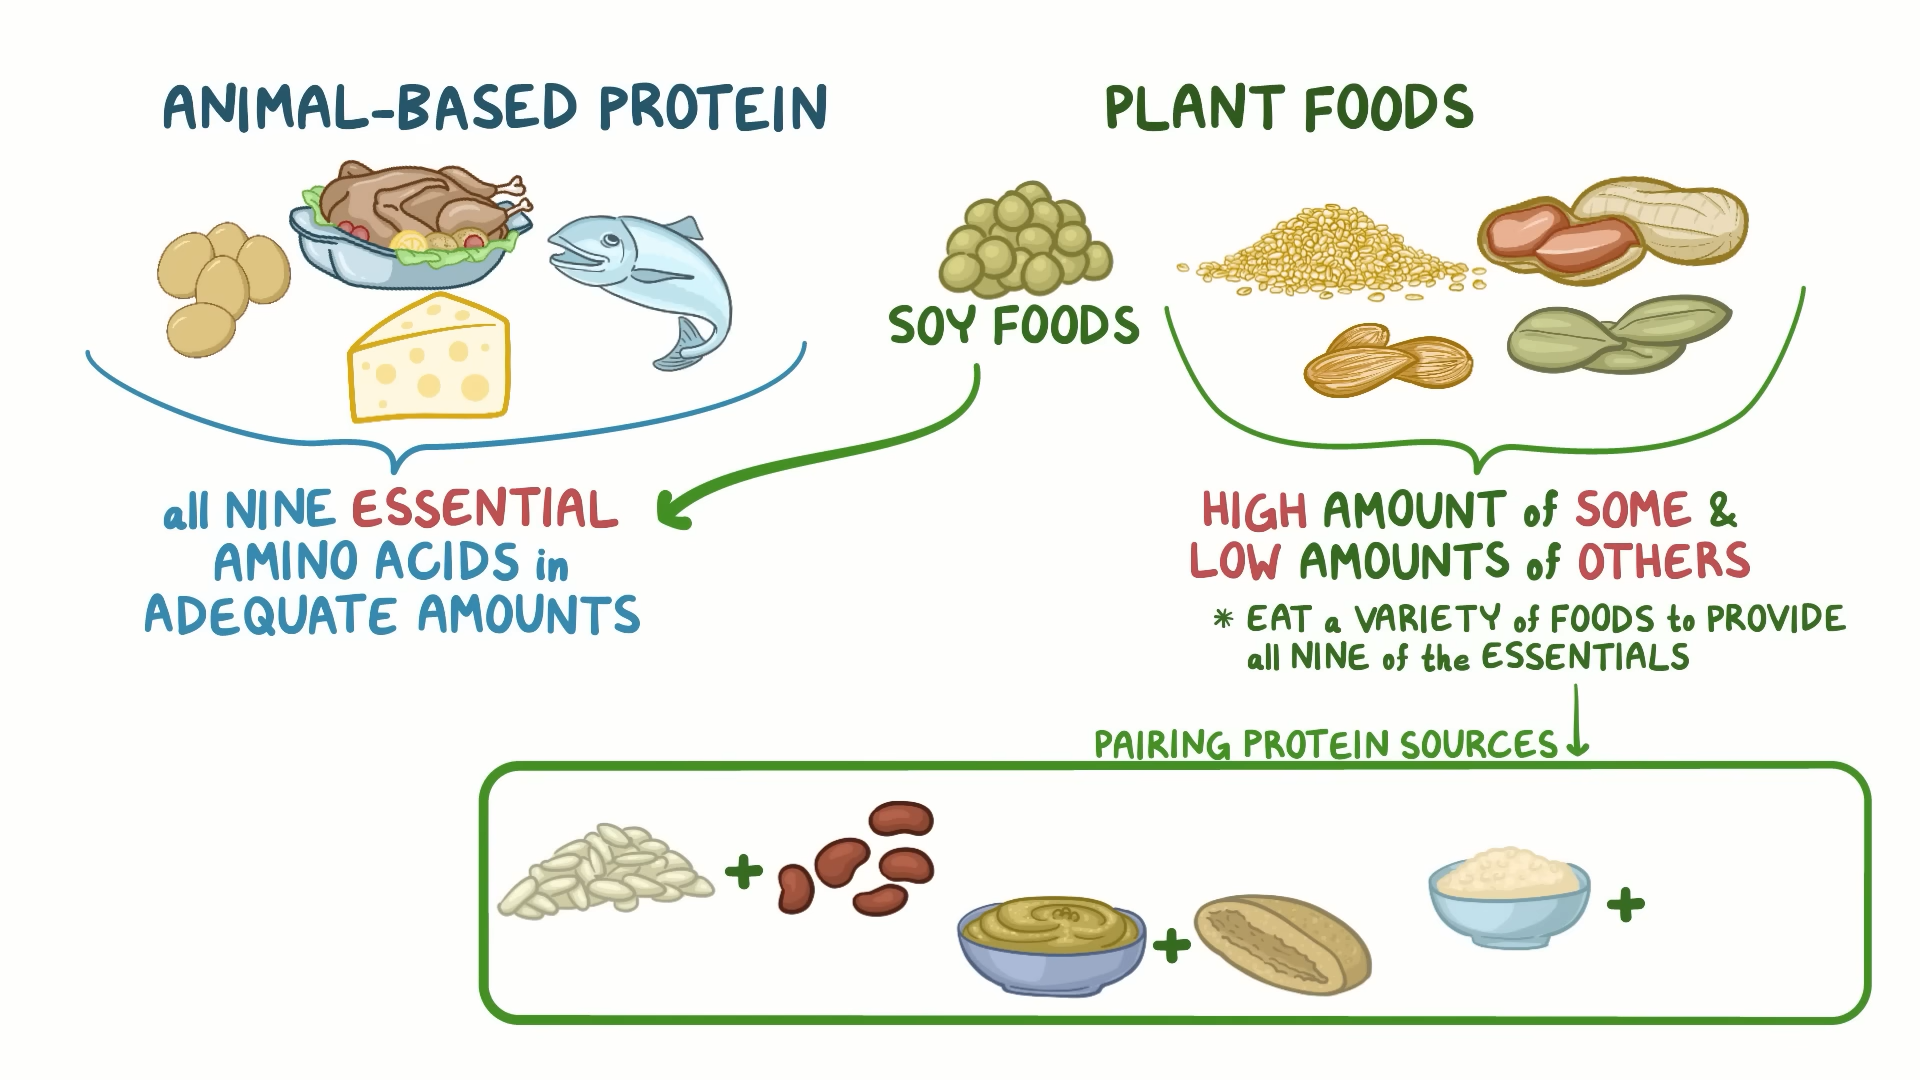 ANIMAL-BASED PROTEIN
all NINE ESSENTIAL
AMINO ACIDS in
ADEQUATE AMOUNTS
PLANT FOODS
SOY FOODS
HIGH AMOUNT of SOME &
LOW AMOUNTS of OTHERS
* EAT a VARIETY of FOODS to PROVIDE
all NINE of the ESSENTIALS
PAIRING PROTEIN SOURCES
+
+
+